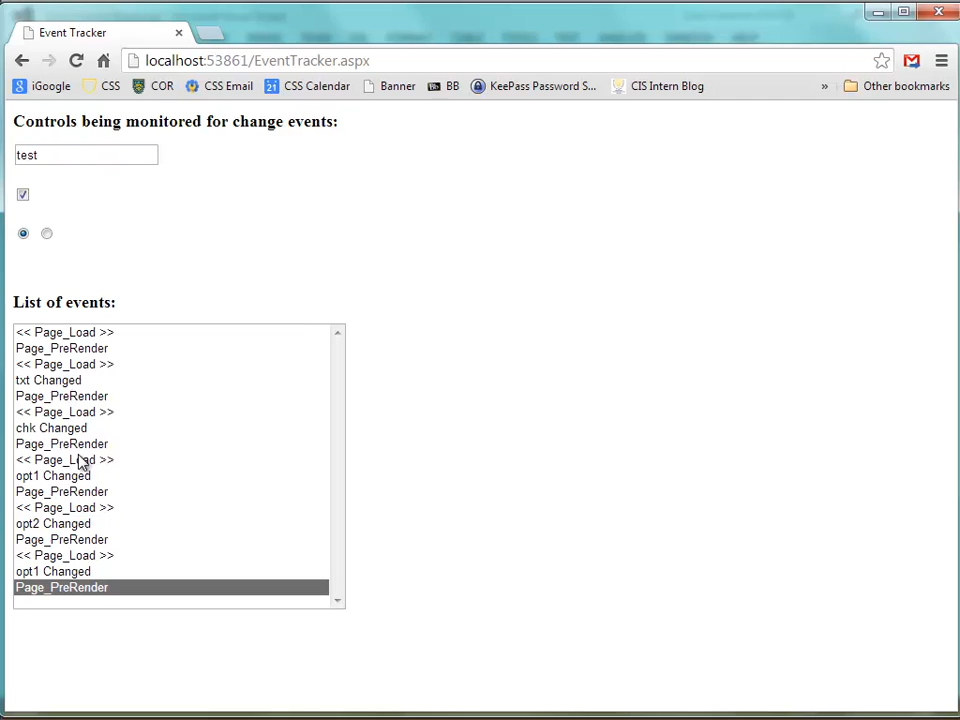 Event Tracker
localhost:53861/EventTracker.aspx
iGoogle CSS COR CSS Email 21 CSS Calendar Banner BB KeePass Password S... CIS Intern Blog » Other bookmarks
Controls being monitored for change events:
test
List of events:
<< Page_Load >>
Page_PreRender
<< Page_Load >>
txt Changed
Page_PreRender
<< Page_Load >>
chk Changed
Page_PreRender
<< Page_Load >>
opt1 Changed
Page_PreRender
<< Page_Load >>
opt2 Changed
Page_PreRender
<< Page_Load >>
opt1 Changed
Page_PreRender